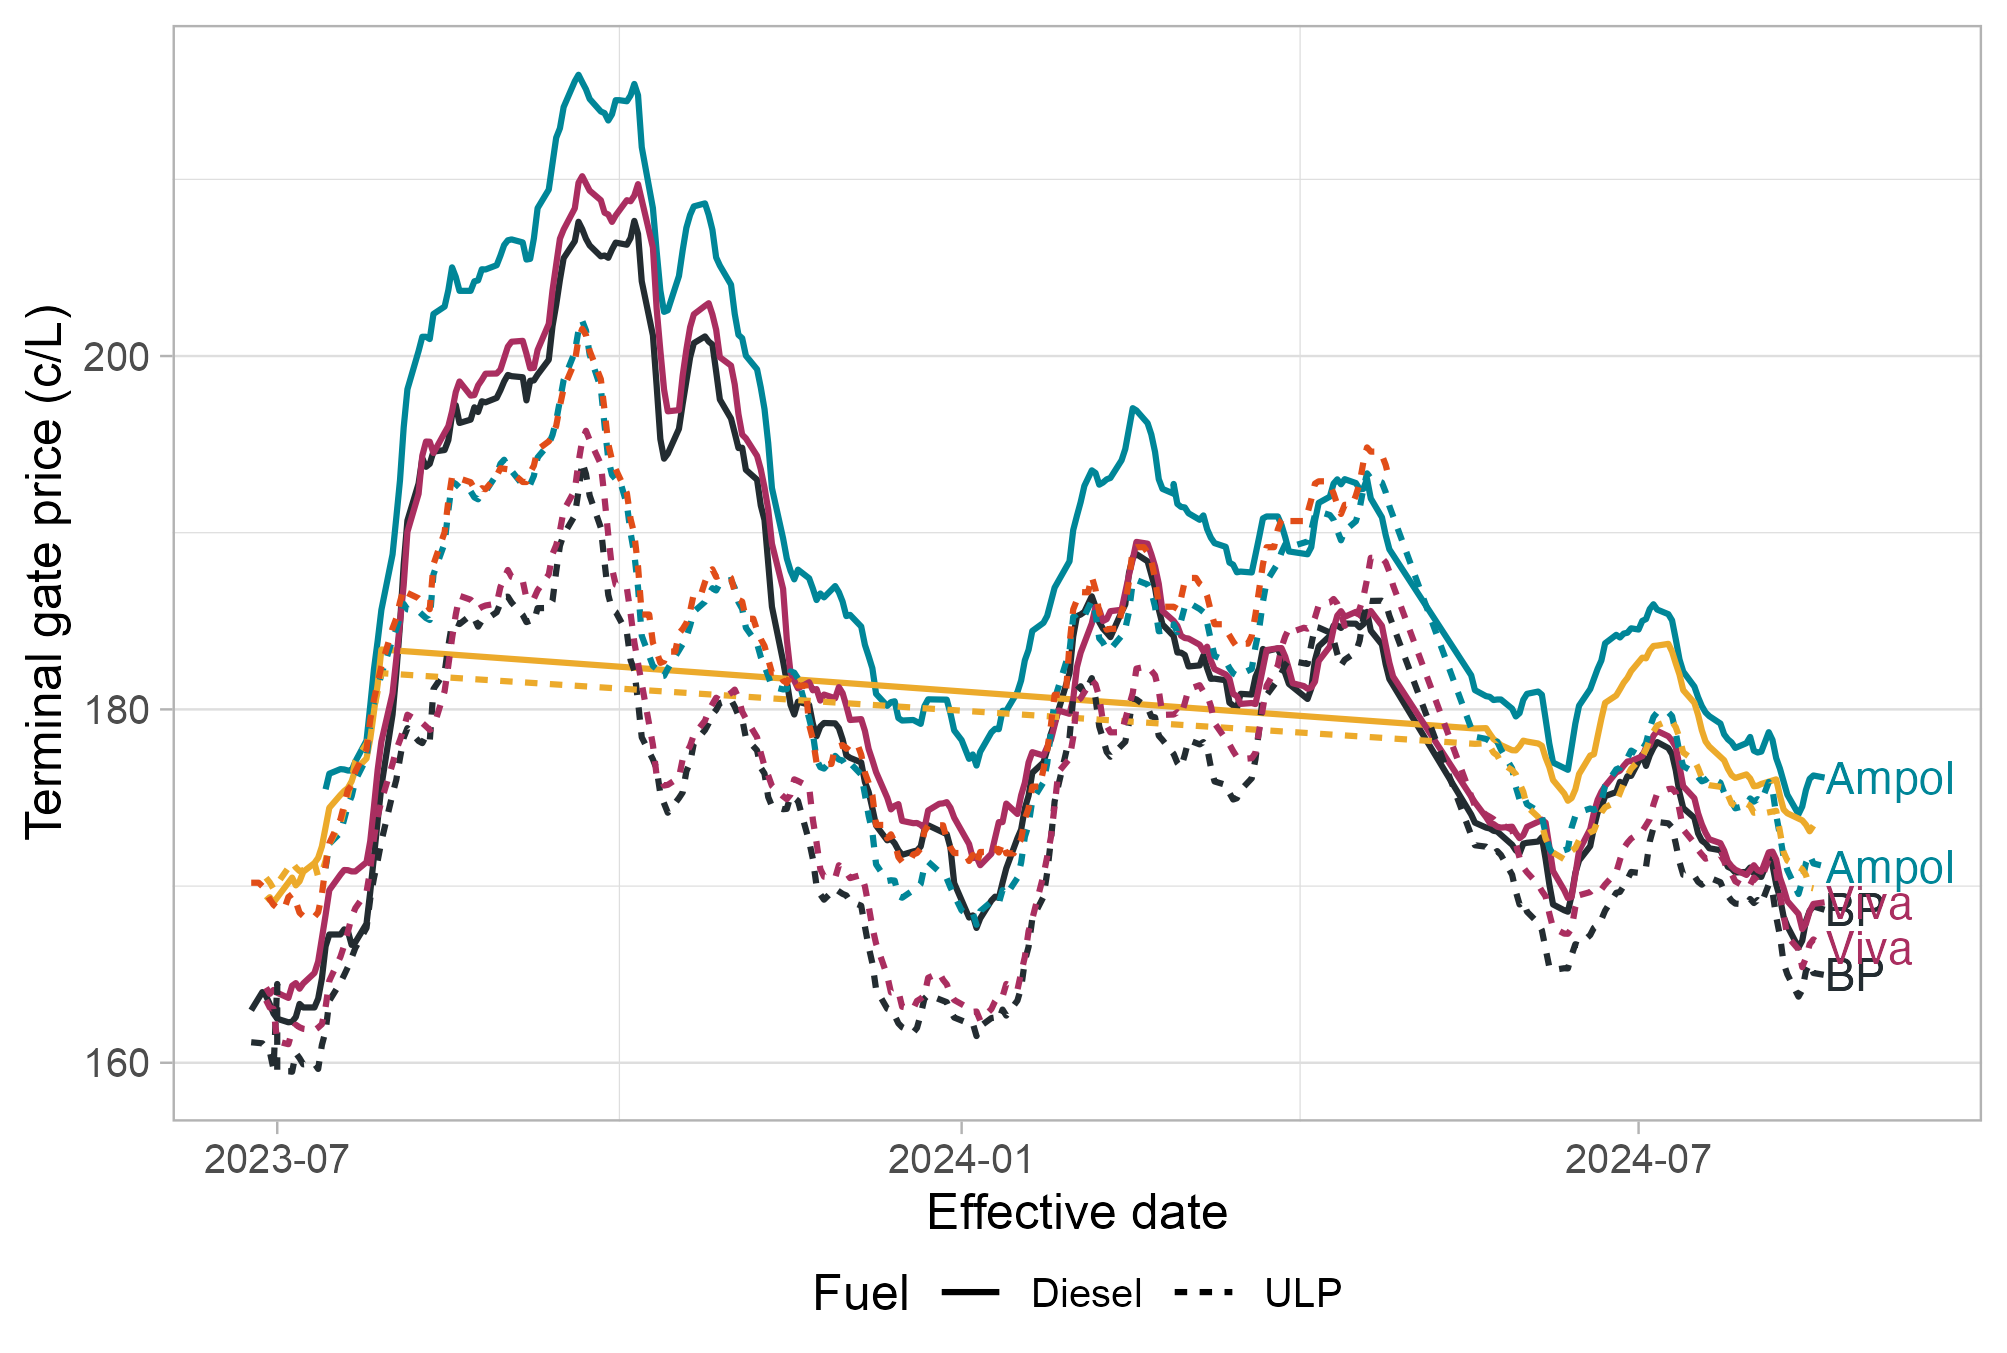 Terminal gate price (c/L)
200
180
160
Ampol
Ampol
Viva
BP
Viva
BP
2023-07
2024-01
2024-07
Effective date
Fuel
Diesel
ULP